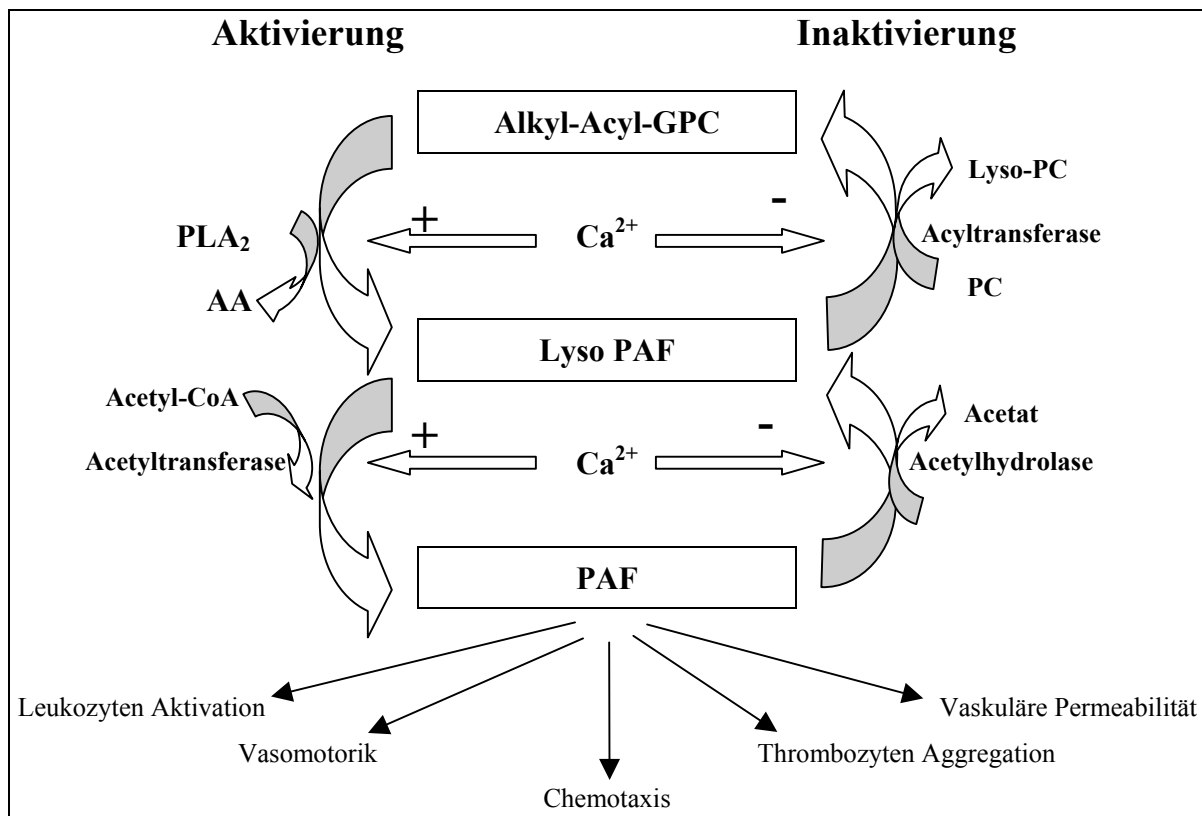 Aktivierung
Inaktivierung
Alkyl-Acyl-GPC
Lyso-PC
+
-
PLA₂
Ca²⁺
Acyltransferase
AA
PC
Lyso PAF
Acetyl-CoA
Acetat
+
-
Acetyltransferase
Ca²⁺
Acetylhydrolase
PAF
Leukozyten Aktivation
Vaskuläre Permeabilität
Vasomotorik
Thrombozyten Aggregation
Chemotaxis